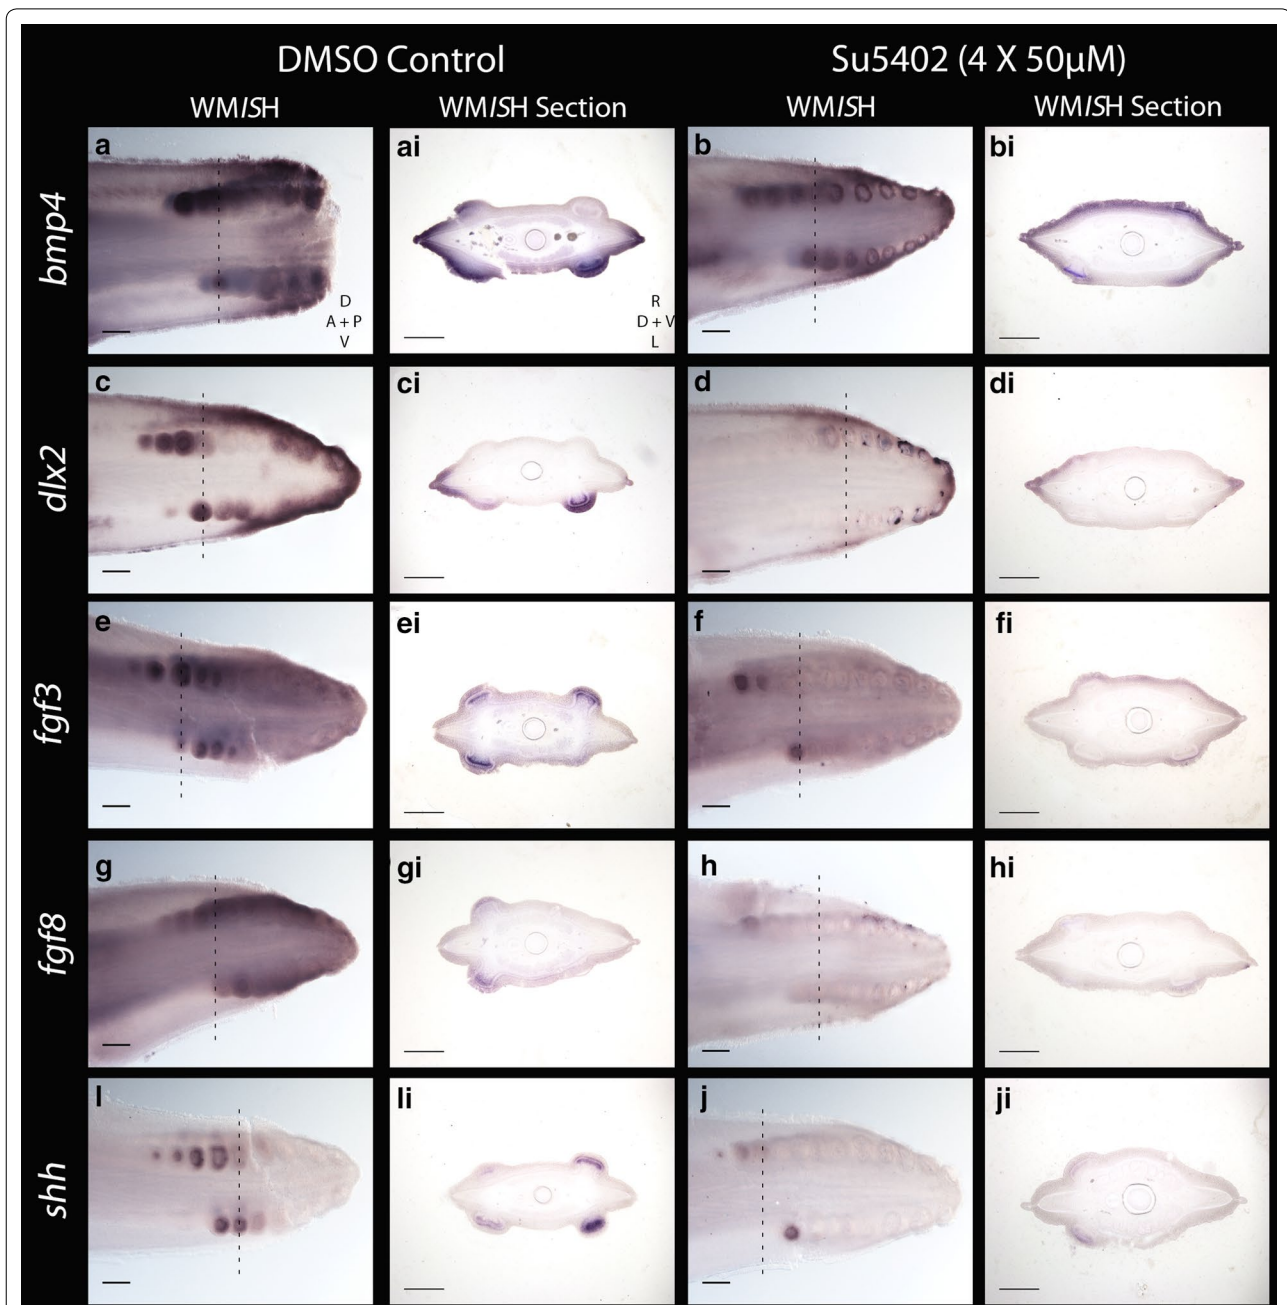 DMSO Control Su5402 (4 X 50μM)
WMISH WMISH Section WMISH WMISH Section
bmp4 a ai b bi
D R
A + P D + V
V L
dlx2 c ci d di
fgf3 e ei f fi
fgf8 g gi h hi
shh I Ii j ji